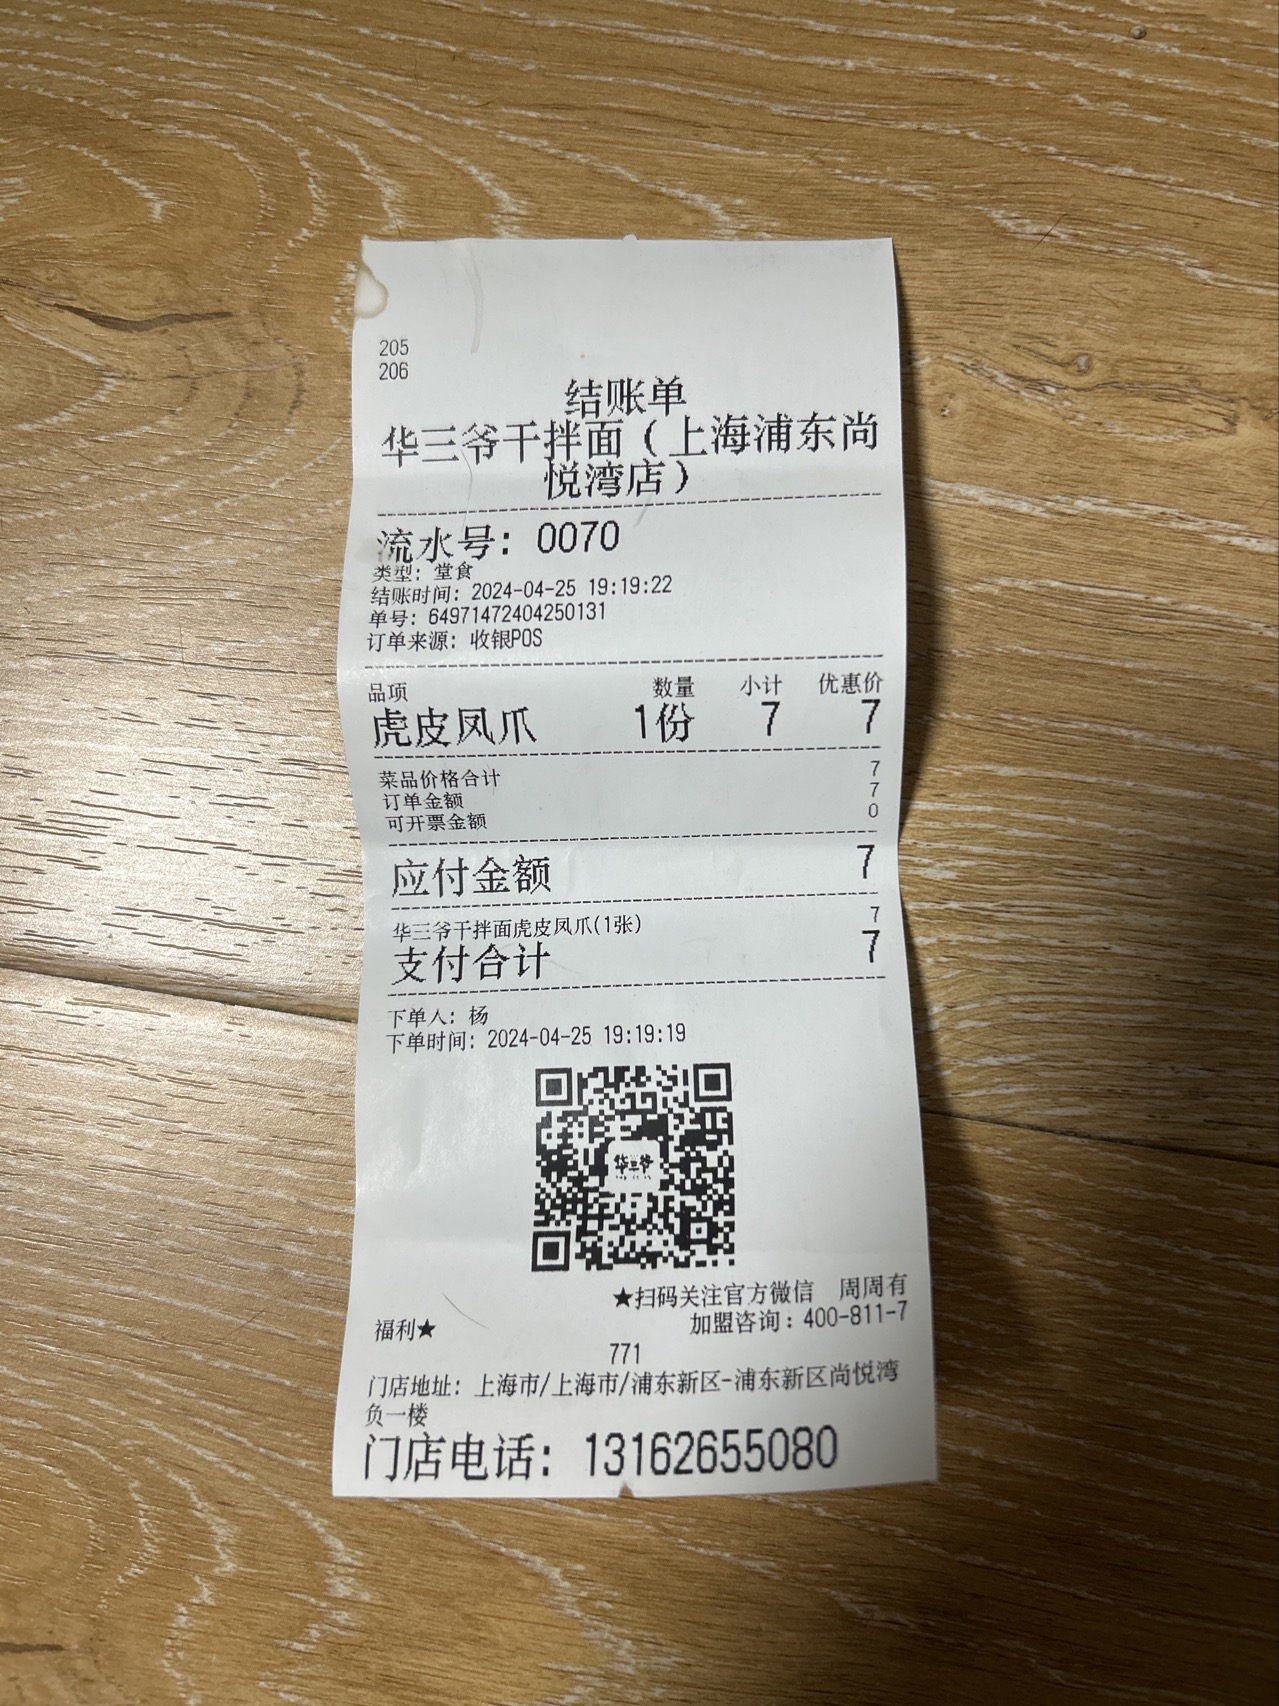 205
206
结账单
华三爷干拌面（上海浦东尚
悦湾店）
流水号：0070
类型：堂食
结账时间：2024-04-25 19:19:22
单号：64971472404250131
订单来源：收银POS
品项 数量 小计 优惠价
虎皮凤爪 1份 7 7
菜品价格合计 7
订单金额 7
可开票金额 0
应付金额 7
华三爷干拌面虎皮凤爪(1张) 7
支付合计 7
下单人：杨
下单时间：2024-04-25 19:19:19
华三爷
★扫码关注官方微信 周周有
福利★ 加盟咨询：400-811-7
771
门店地址：上海市/上海市/浦东新区-浦东新区尚悦湾
负一楼
门店电话：13162655080